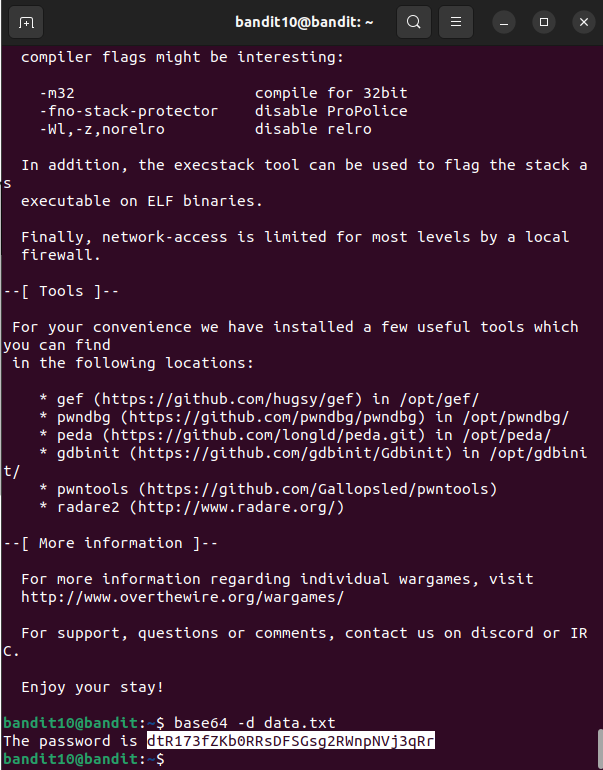 bandit10@bandit: ~
compiler flags might be interesting:
-m32 compile for 32bit
-fno-stack-protector disable ProPolice
-Wl,-z,norelro disable relro
In addition, the execstack tool can be used to flag the stack a
s
executable on ELF binaries.
Finally, network-access is limited for most levels by a local
firewall.
--[ Tools ]--
For your convenience we have installed a few useful tools which
you can find
in the following locations:
* gef (https://github.com/hugsy/gef) in /opt/gef/
* pwndbg (https://github.com/pwndbg/pwndbg) in /opt/pwndbg/
* peda (https://github.com/longld/peda.git) in /opt/peda/
* gdbinit (https://github.com/gdbinit/Gdbinit) in /opt/gdbini
t/
* pwntools (https://github.com/Gallopsled/pwntools)
* radare2 (http://www.radare.org/)
--[ More information ]--
For more information regarding individual wargames, visit
http://www.overthewire.org/wargames/
For support, questions or comments, contact us on discord or IR
C.
Enjoy your stay!
bandit10@bandit:~$ base64 -d data.txt
The password is dtR173fZKb0RRsDFSGsg2RWnpNVj3qRr
bandit10@bandit:~$